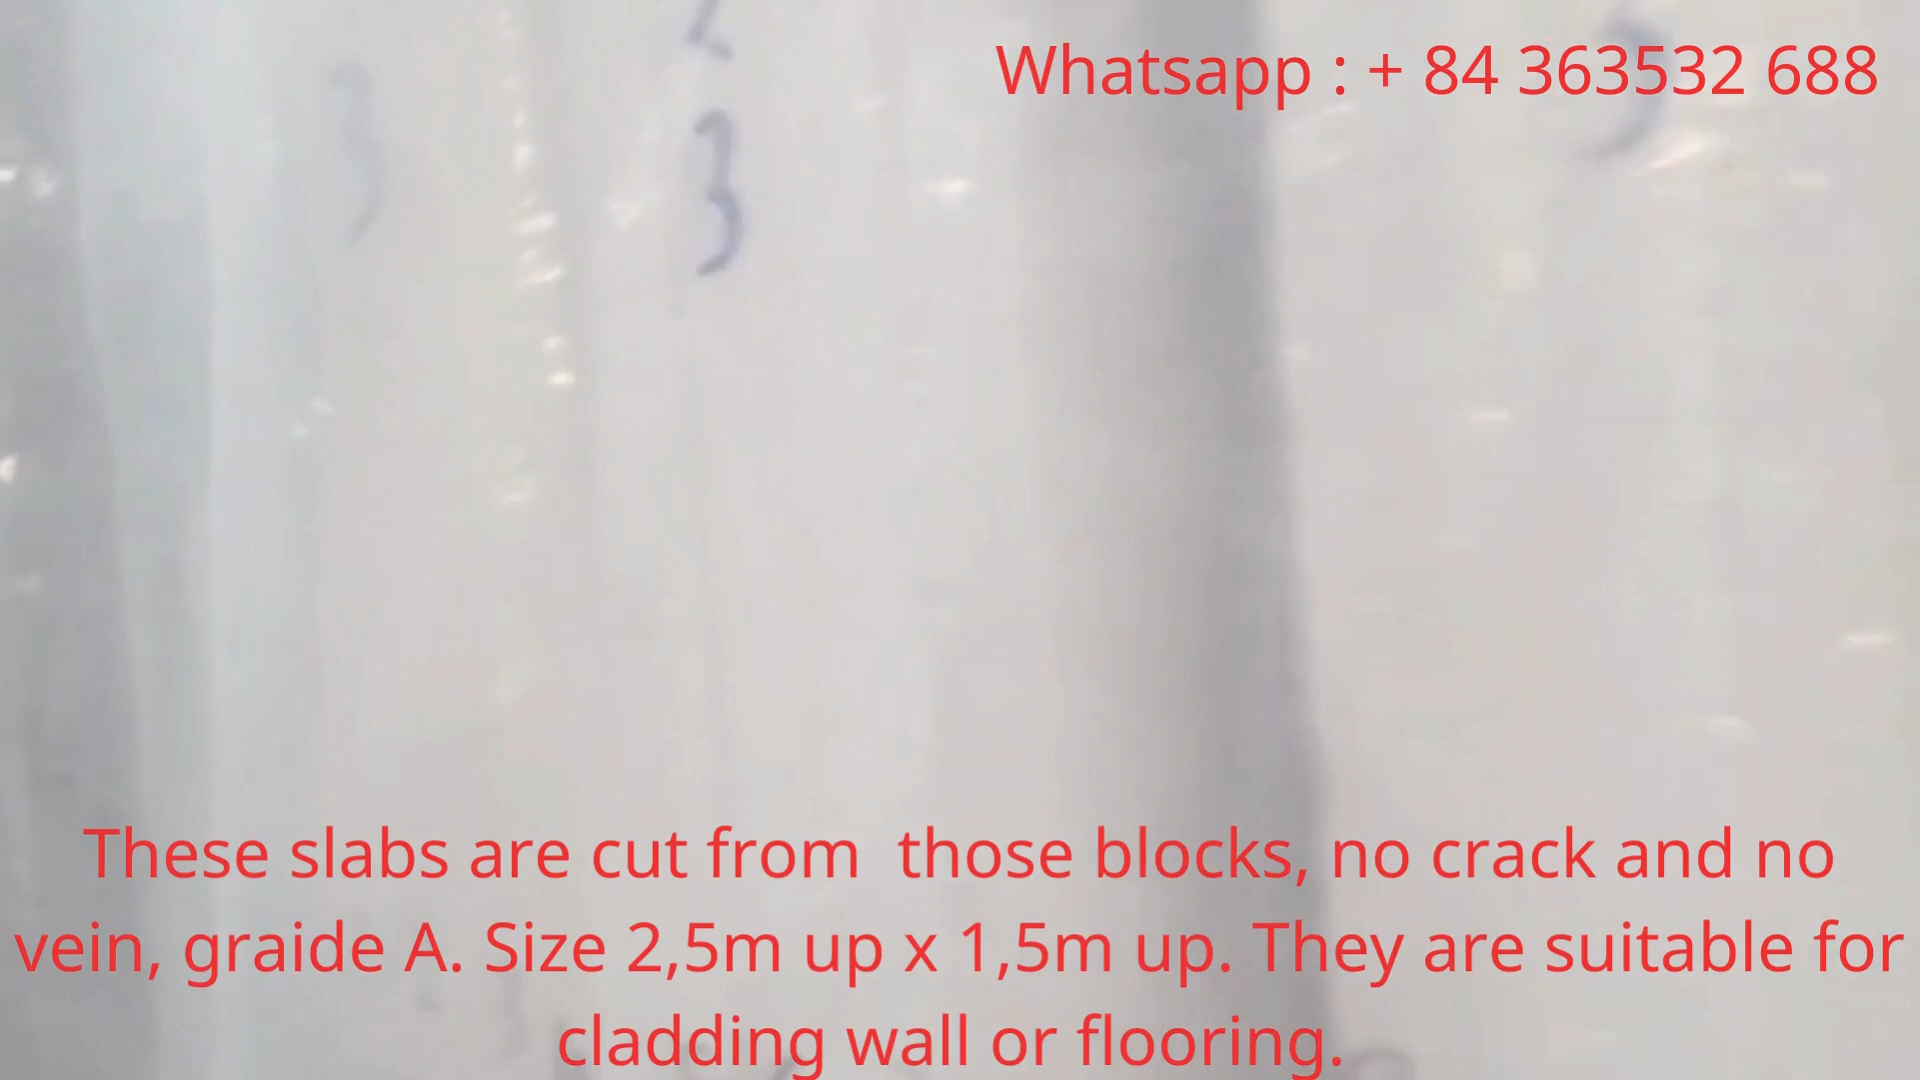 Whatsapp : + 84 363532 688
2
3
3
These slabs are cut from  those blocks, no crack and no
vein, graide A. Size 2,5m up x 1,5m up. They are suitable for
cladding wall or flooring.